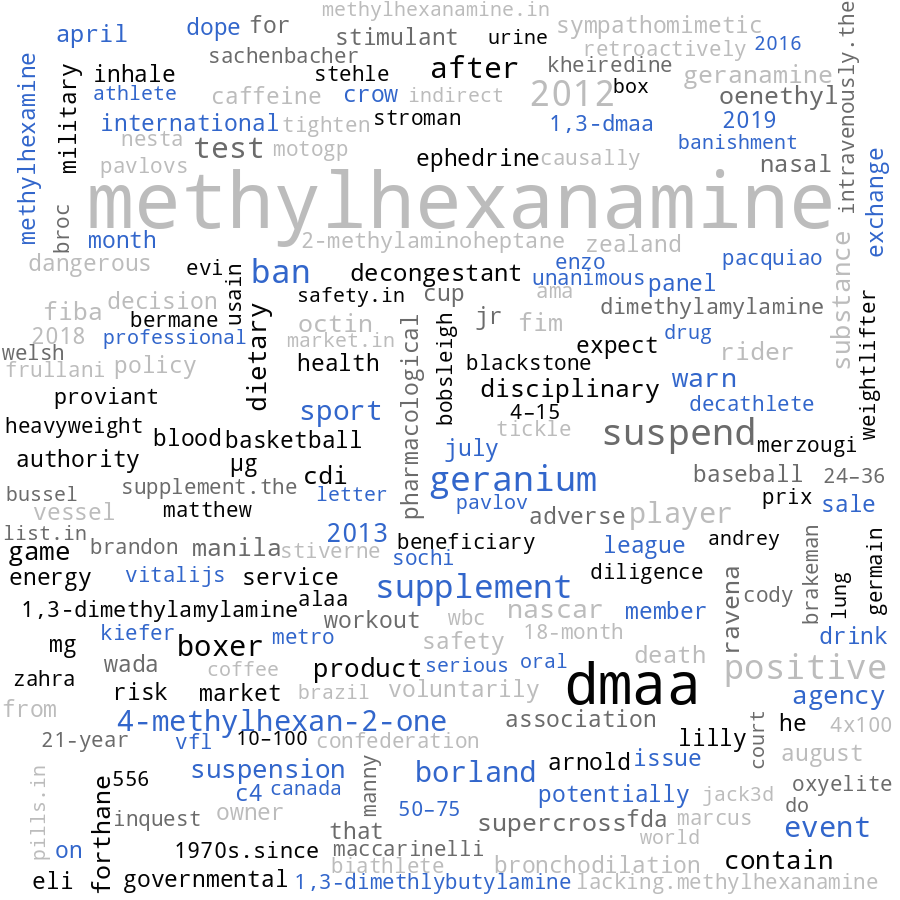 methylhexanamine.in
april
dope
for
stimulant
urine
sympathomimetic
retroactively
2016
methylhexamine
military
inhale
sachenbacher
stehle
after
kheiredine
geranamine
intravenously.the
athlete
caffeine
crow
indirect
2012
box
oenethyl
international
tighten
stroman
1,3-dmaa
2019
nesta
test
motogp
banishment
pavlovs
ephedrine
causally
nasal
exchange
methylhexanamine
broc
month
2-methylaminoheptane
zealand
substance
dangerous
evi
usain
ban
decongestant
enzo
unanimous
panel
pacquiao
fiba
decision
safety.in
cup
ama
dimethylamylamine
weightlifter
2018
bermane
dietary
octin
pharmacological
bobsleigh
jr
fim
drug
welsh
professional
market.in
expect
rider
frullani
policy
health
blackstone
proviant
disciplinary
warn
sport
4–15
decathlete
heavyweight
blood
basketball
tickle
suspend
merzougi
authority
µg
cdi
july
geranium
baseball
24–36
bussel
supplement.the
letter
pavlov
prix
sale
vessel
matthew
adverse
player
list.in
2013
game
brandon
manila
stiverne
beneficiary
sochi
league
andrey
brakeman
germain
energy
vitalijs
service
supplement
diligence
ravena
cody
lung
1,3-dimethylamylamine
alaa
workout
wbc
nascar
member
kiefer
metro
18-month
drink
mg
boxer
safety
wada
coffee
product
serious
oral
death
positive
zahra
risk
market
brazil
voluntarily
dmaa
agency
from
4-methylhexan-2-one
association
court
he
4x100
21-year
vfl
10–100
confederation
lilly
august
pills.in
forthane
556
suspension
manny
borland
arnold
issue
c4
canada
50–75
potentially
jack3d
oxyelite
do
inquest
owner
that
supercross
fda
marcus
world
event
on
1970s.since
maccarinelli
biathlete
bronchodilation
contain
eli
governmental
1,3-dimethlybutylamine
lacking.methylhexanamine